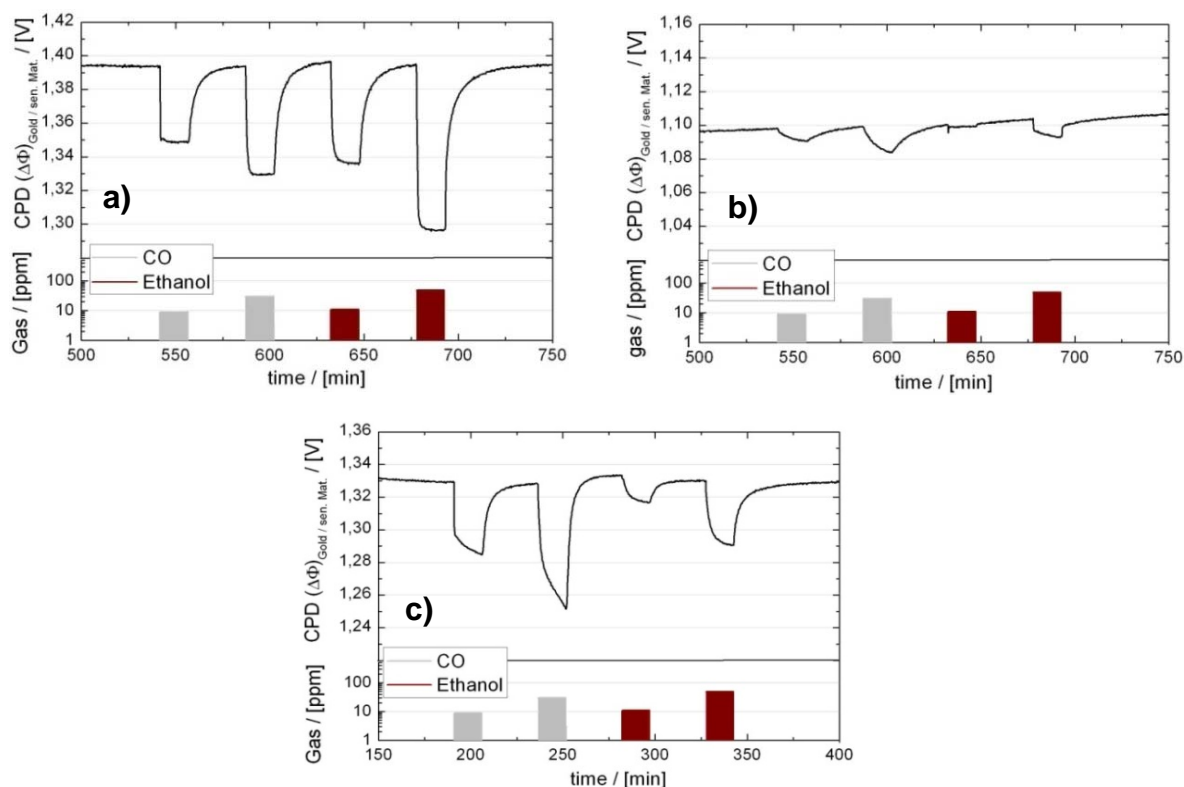 1,42
1,40
1,38
1,36
1,34
1,32
1,30
CPD (ΔΦ)Gold / sen. Mat. / [V]
a)
CO
Ethanol
Gas / [ppm]
100
10
1
500 550 600 650 700 750
time / [min]
1,16
1,14
1,12
1,10
1,08
1,06
1,04
CPD (ΔΦ)Gold / sen. Mat. / [V]
b)
CO
Ethanol
gas / [ppm]
100
10
1
500 550 600 650 700 750
time / [min]
1,36
1,34
1,32
1,30
1,28
1,26
1,24
CPD (ΔΦ)Gold / sen. Mat. / [V]
c)
CO
Ethanol
Gas / [ppm]
100
10
1
150 200 250 300 350 400
time / [min]